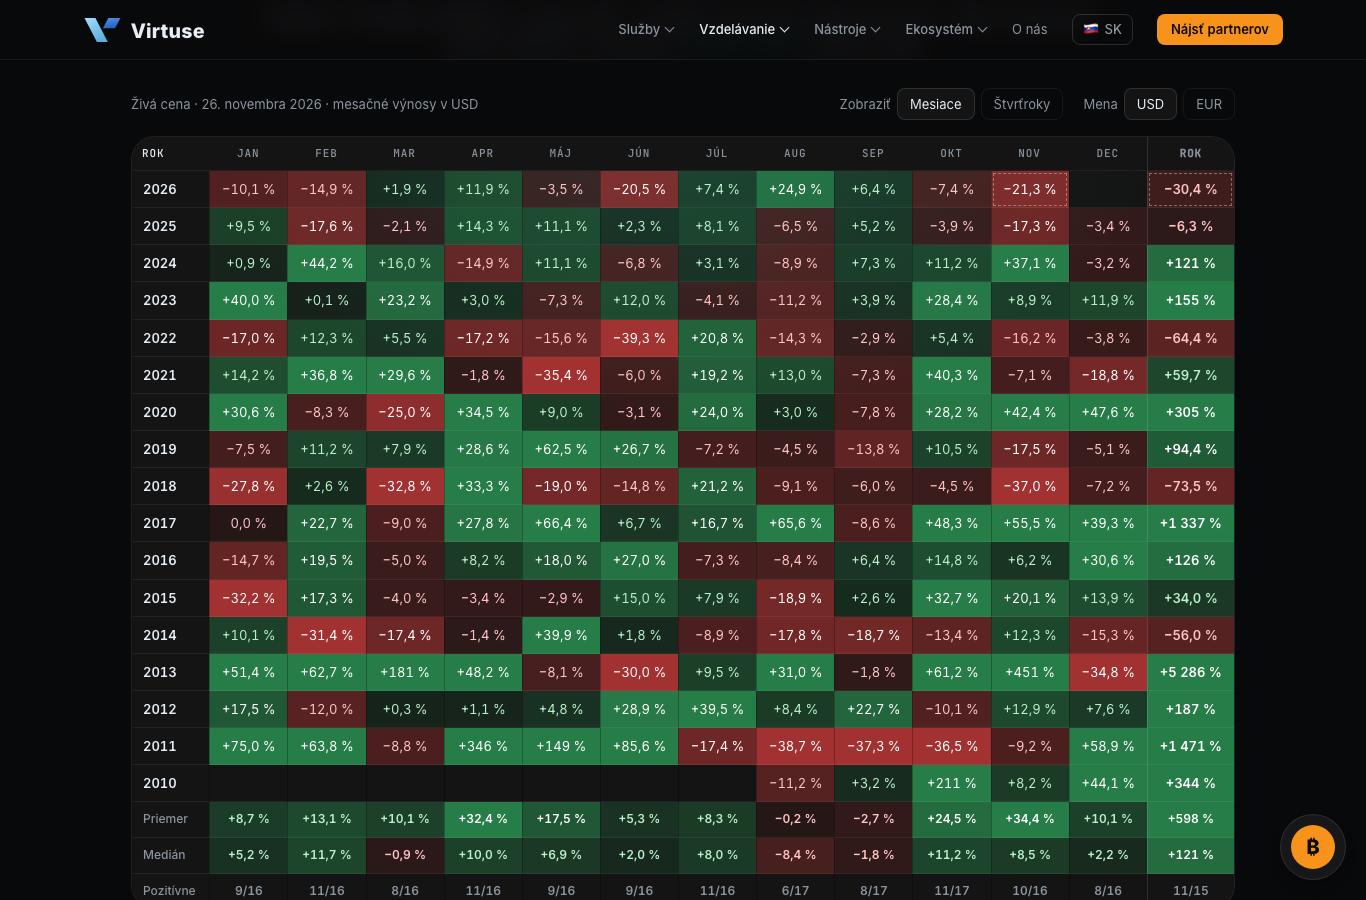 Virtuse Služby Vzdelávanie Nástroje Ekosystém O nás SK Nájsť partnerov
Živá cena · 26. novembra 2026 · mesačné výnosy v USD Zobraziť Mesiace Štvrťroky Mena USD EUR
ROK JAN FEB MAR APR MÁJ JÚN JÚL AUG SEP OKT NOV DEC ROK
2026 −10,1 % −14,9 % +1,9 % +11,9 % −3,5 % −20,5 % +7,4 % +24,9 % +6,4 % −7,4 % −21,3 % −30,4 %
2025 +9,5 % −17,6 % −2,1 % +14,3 % +11,1 % +2,3 % +8,1 % −6,5 % +5,2 % −3,9 % −17,3 % −3,4 % −6,3 %
2024 +0,9 % +44,2 % +16,0 % −14,9 % +11,1 % −6,8 % +3,1 % −8,9 % +7,3 % +11,2 % +37,1 % −3,2 % +121 %
2023 +40,0 % +0,1 % +23,2 % +3,0 % −7,3 % +12,0 % −4,1 % −11,2 % +3,9 % +28,4 % +8,9 % +11,9 % +155 %
2022 −17,0 % +12,3 % +5,5 % −17,2 % −15,6 % −39,3 % +20,8 % −14,3 % −2,9 % +5,4 % −16,2 % −3,8 % −64,4 %
2021 +14,2 % +36,8 % +29,6 % −1,8 % −35,4 % −6,0 % +19,2 % +13,0 % −7,3 % +40,3 % −7,1 % −18,8 % +59,7 %
2020 +30,6 % −8,3 % −25,0 % +34,5 % +9,0 % −3,1 % +24,0 % +3,0 % −7,8 % +28,2 % +42,4 % +47,6 % +305 %
2019 −7,5 % +11,2 % +7,9 % +28,6 % +62,5 % +26,7 % −7,2 % −4,5 % −13,8 % +10,5 % −17,5 % −5,1 % +94,4 %
2018 −27,8 % +2,6 % −32,8 % +33,3 % −19,0 % −14,8 % +21,2 % −9,1 % −6,0 % −4,5 % −37,0 % −7,2 % −73,5 %
2017 0,0 % +22,7 % −9,0 % +27,8 % +66,4 % +6,7 % +16,7 % +65,6 % −8,6 % +48,3 % +55,5 % +39,3 % +1 337 %
2016 −14,7 % +19,5 % −5,0 % +8,2 % +18,0 % +27,0 % −7,3 % −8,4 % +6,4 % +14,8 % +6,2 % +30,6 % +126 %
2015 −32,2 % +17,3 % −4,0 % −3,4 % −2,9 % +15,0 % +7,9 % −18,9 % +2,6 % +32,7 % +20,1 % +13,9 % +34,0 %
2014 +10,1 % −31,4 % −17,4 % −1,4 % +39,9 % +1,8 % −8,9 % −17,8 % −18,7 % −13,4 % +12,3 % −15,3 % −56,0 %
2013 +51,4 % +62,7 % +181 % +48,2 % −8,1 % −30,0 % +9,5 % +31,0 % −1,8 % +61,2 % +451 % −34,8 % +5 286 %
2012 +17,5 % −12,0 % +0,3 % +1,1 % +4,8 % +28,9 % +39,5 % +8,4 % +22,7 % −10,1 % +12,9 % +7,6 % +187 %
2011 +75,0 % +63,8 % −8,8 % +346 % +149 % +85,6 % −17,4 % −38,7 % −37,3 % −36,5 % −9,2 % +58,9 % +1 471 %
2010 −11,2 % +3,2 % +211 % +8,2 % +44,1 % +344 %
Priemer +8,7 % +13,1 % +10,1 % +32,4 % +17,5 % +5,3 % +8,3 % −0,2 % −2,7 % +24,5 % +34,4 % +10,1 % +598 %
Medián +5,2 % +11,7 % −0,9 % +10,0 % +6,9 % +2,0 % +8,0 % −8,4 % −1,8 % +11,2 % +8,5 % +2,2 % +121 %
Pozitívne 9/16 11/16 8/16 11/16 9/16 9/16 11/16 6/17 8/17 11/17 10/16 8/16 11/15